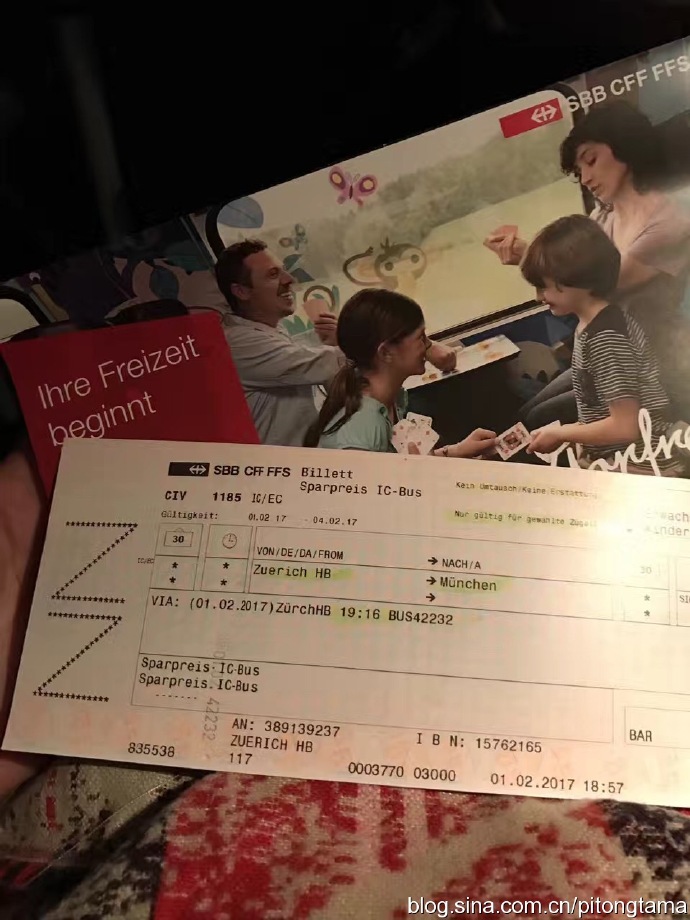 SBB CFF FFS
Ihre Freizeit
beginnt
SBB CFF FFS Billett
Sparpreis IC-Bus
CIV 1185 IC/EC
Kein Umtausch/Keine Erstattung
Gültigkeit: 01.02 17 - 04.02.17
Nur gültig für gewählte Züge
30
VON/DE/DA/FROM → NACH/A
* * Zuerich HB → München
* * →
30
*
*
VIA: (01.02.2017)ZürchHB 19:16 BUS42232
Sparpreis IC-Bus
Sparpreis IC-Bus
-------
42232
BAR
AN: 389139237
I B N: 15762165
835538 ZUERICH HB
117
0003770 03000 01.02.2017 18:57
blog.sina.com.cn/pitongtama